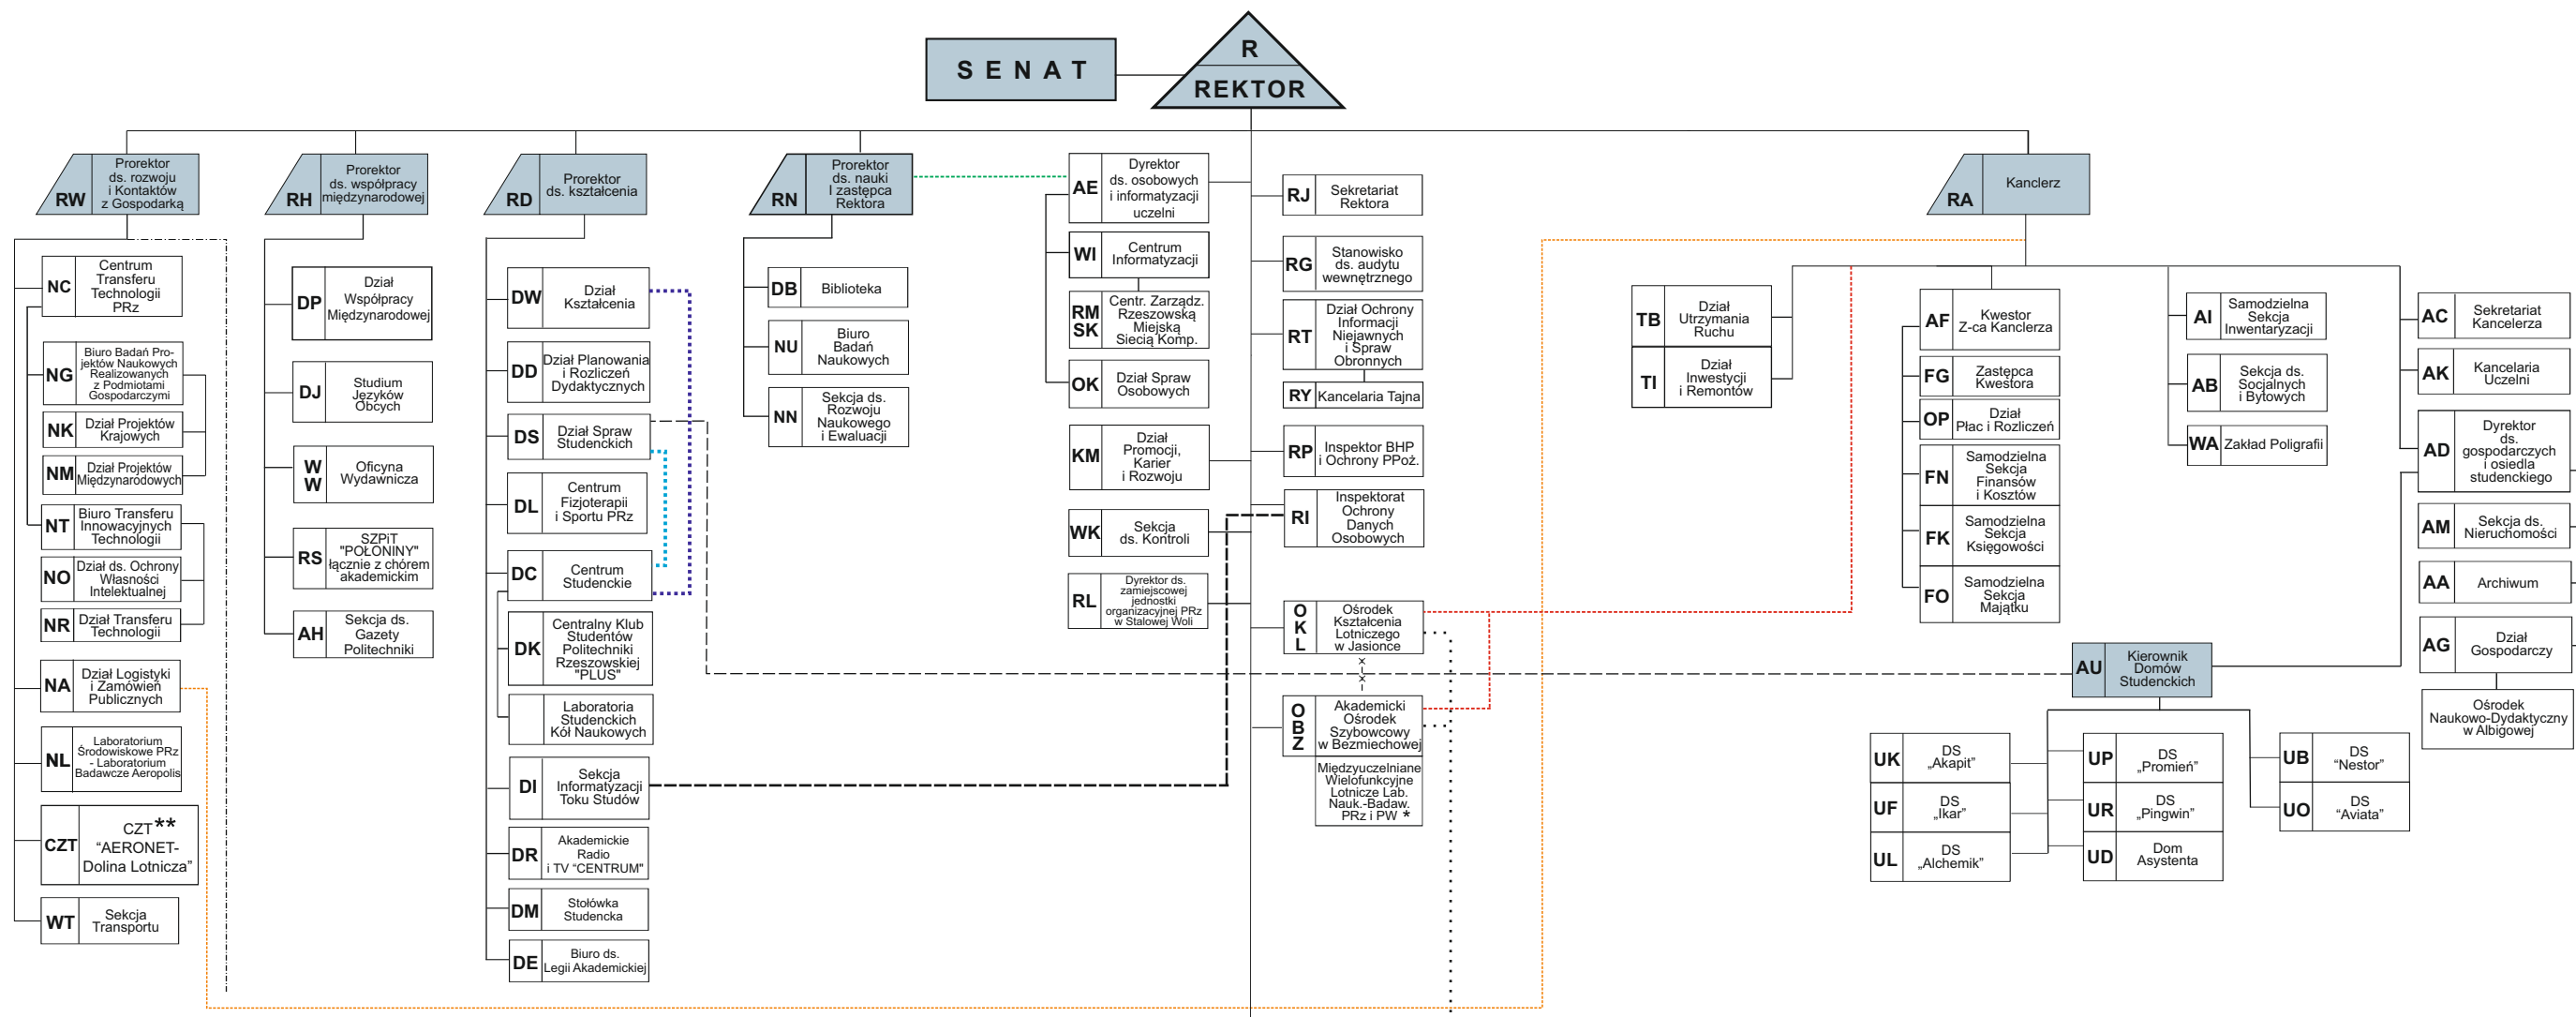 S E N A T
R
REKTOR
RW
Prorektor
ds. rozwoju
i Kontaktów
z Gospodarką
RH
Prorektor
ds. współpracy
międzynarodowej
RD
Prorektor
ds. kształcenia
RN
Prorektor
ds. nauki
I zastępca
Rektora
RA
Kanclerz
NC
Centrum
Transferu
Technologii
PRz
NG
Biuro Badań Pro-
jektów Naukowych
Realizowanych
z Podmiotami
Gospodarczymi
NK
Dział Projektów
Krajowych
NM
Dział Projektów
Międzynarodowych
NT
Biuro Transferu
Innowacyjnych
Technologii
NO
Dział ds. Ochrony
Własności
Intelektualnej
NR
Dział Transferu
Technologii
NA
Dział Logistyki
i Zamówień
Publicznych
NL
Laboratorium
Środowiskowe PRz
- Laboratorium
Badawcze Aeropolis
CZT
CZT**
“AERONET-
Dolina Lotnicza”
WT
Sekcja
Transportu
DP
Dział
Współpracy
Międzynarodowej
DJ
Studium
Języków
Obcych
W
W
Oficyna
Wydawnicza
RS
SZPiT
"POŁONINY"
łącznie z chórem
akademickim
AH
Sekcja ds.
Gazety
Politechniki
DW
Dział
Kształcenia
DD
Dział Planowania
i Rozliczeń
Dydaktycznych
DS
Dział Spraw
Studenckich
DL
Centrum
Fizjoterapii
i Sportu PRz
DC
Centrum
Studenckie
DK
Centralny Klub
Studentów
Politechniki
Rzeszowskiej
"PLUS"
Laboratoria
Studenckich
Kół Naukowych
DI
Sekcja
Informatyzacji
Toku Studów
DR
Akademickie
Radio
i TV “CENTRUM”
DM
Stołówka
Studencka
DE
Biuro ds.
Legii Akademickiej
DB
Biblioteka
NU
Biuro
Badań
Naukowych
NN
Sekcja ds.
Rozwoju
Naukowego
i Ewaluacji
AE
Dyrektor
ds. osobowych
i informatyzacji
uczelni
WI
Centrum
Informatyzacji
RM
SK
Centr. Zarządz.
Rzeszowską
Miejską
Siecią Komp.
OK
Dział Spraw
Osobowych
KM
Dział
Promocji,
Karier
i Rozwoju
WK
Sekcja
ds. Kontroli
RL
Dyrektor ds.
zamiejscowej
jednostki
organizacyjnej PRz
w Stalowej Woli
RJ
Sekretariat
Rektora
RG
Stanowisko
ds. audytu
wewnętrznego
RT
Dział Ochrony
Informacji
Niejawnych
i Spraw
Obronnych
RY
Kancelaria Tajna
RP
Inspektor BHP
i Ochrony PPoż.
RI
Inspektorat
Ochrony
Danych
Osobowych
O
K
L
Ośrodek
Kształcenia
Lotniczego
w Jasionce
O
B
Z
Akademicki
Ośrodek
Szybowcowy
w Bezmiechowej
Międzyuczelniane
Wielofunkcyjne
Lotnicze Lab.
Nauk.-Badaw.
PRz i PW *
TB
Dział
Utrzymania
Ruchu
TI
Dział
Inwestycji
i Remontów
AF
Kwestor
Z-ca Kanclerza
FG
Zastępca
Kwestora
OP
Dział
Płac i Rozliczeń
FN
Samodzielna
Sekcja
Finansów
i Kosztów
FK
Samodzielna
Sekcja
Księgowości
FO
Samodzielna
Sekcja
Majątku
AI
Samodzielna
Sekcja
Inwentaryzacji
AB
Sekcja ds.
Socjalnych
i Bytowych
WA
Zakład Poligrafii
AC
Sekretariat
Kancelerza
AK
Kancelaria
Uczelni
AD
Dyrektor
ds.
gospodarczych
i osiedla
studenckiego
AM
Sekcja ds.
Nieruchomości
AA
Archiwum
AG
Dział
Gospodarczy
Ośrodek
Naukowo-Dydaktyczny
w Albigowej
AU
Kierownik
Domów
Studenckich
UK
DS
„Akapit”
UF
DS
„Ikar”
UL
DS
„Alchemik”
UP
DS
„Promień”
UR
DS
„Pingwin”
UD
Dom
Asystenta
UB
DS
“Nestor”
UO
DS
“Aviata”